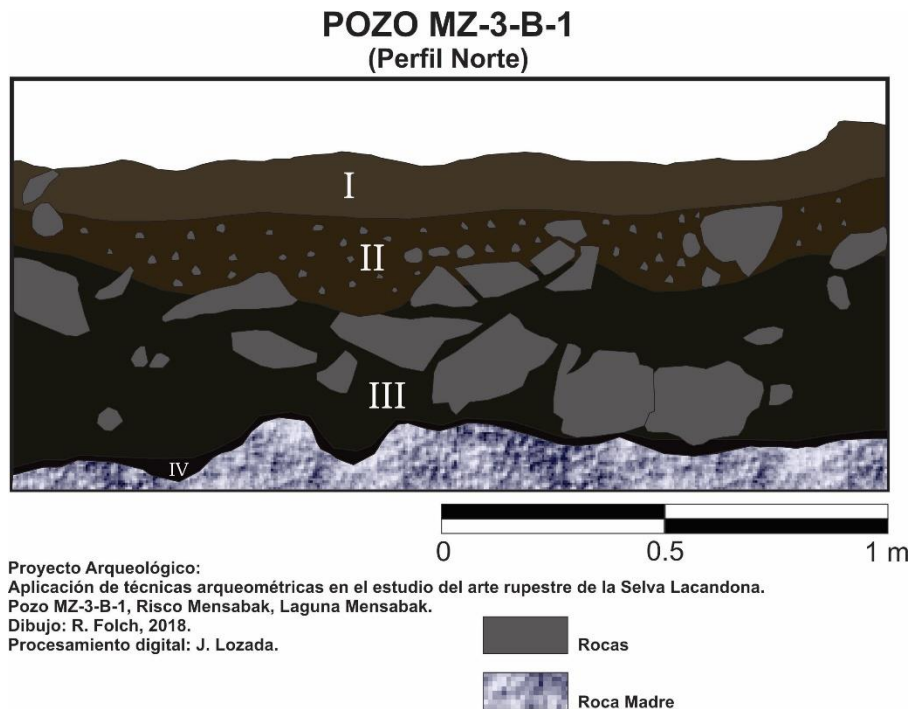 POZO MZ-3-B-1
(Perfil Norte)
I
II
III
IV
0 0.5 1 m
Proyecto Arqueológico:
Aplicación de técnicas arqueométricas en el estudio del arte rupestre de la Selva Lacandona.
Pozo MZ-3-B-1, Risco Mensabak, Laguna Mensabak.
Dibujo: R. Folch, 2018.
Procesamiento digital: J. Lozada.
Rocas
Roca Madre